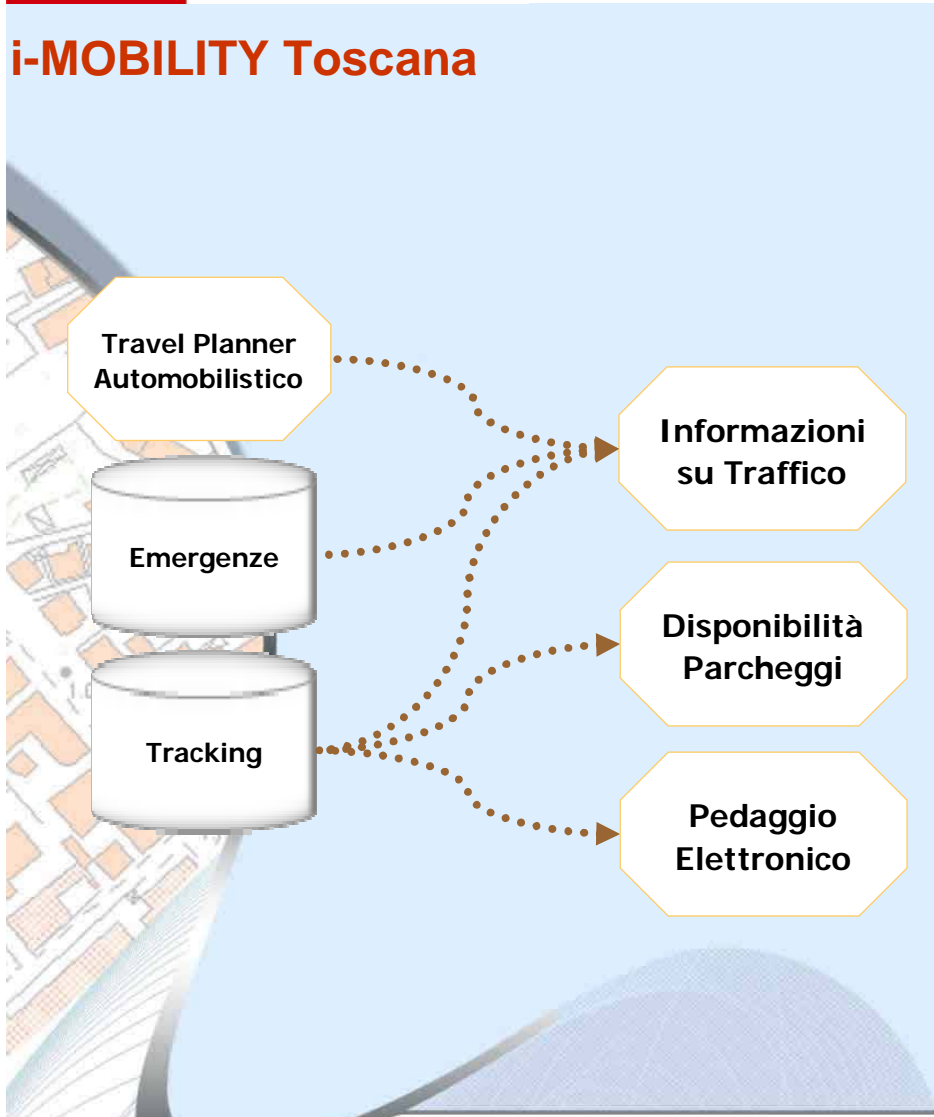 i-MOBILITY Toscana
Travel Planner
Automobilistico
Informazioni
su Traffico
Emergenze
Disponibilità
Parcheggi
Tracking
Pedaggio
Elettronico